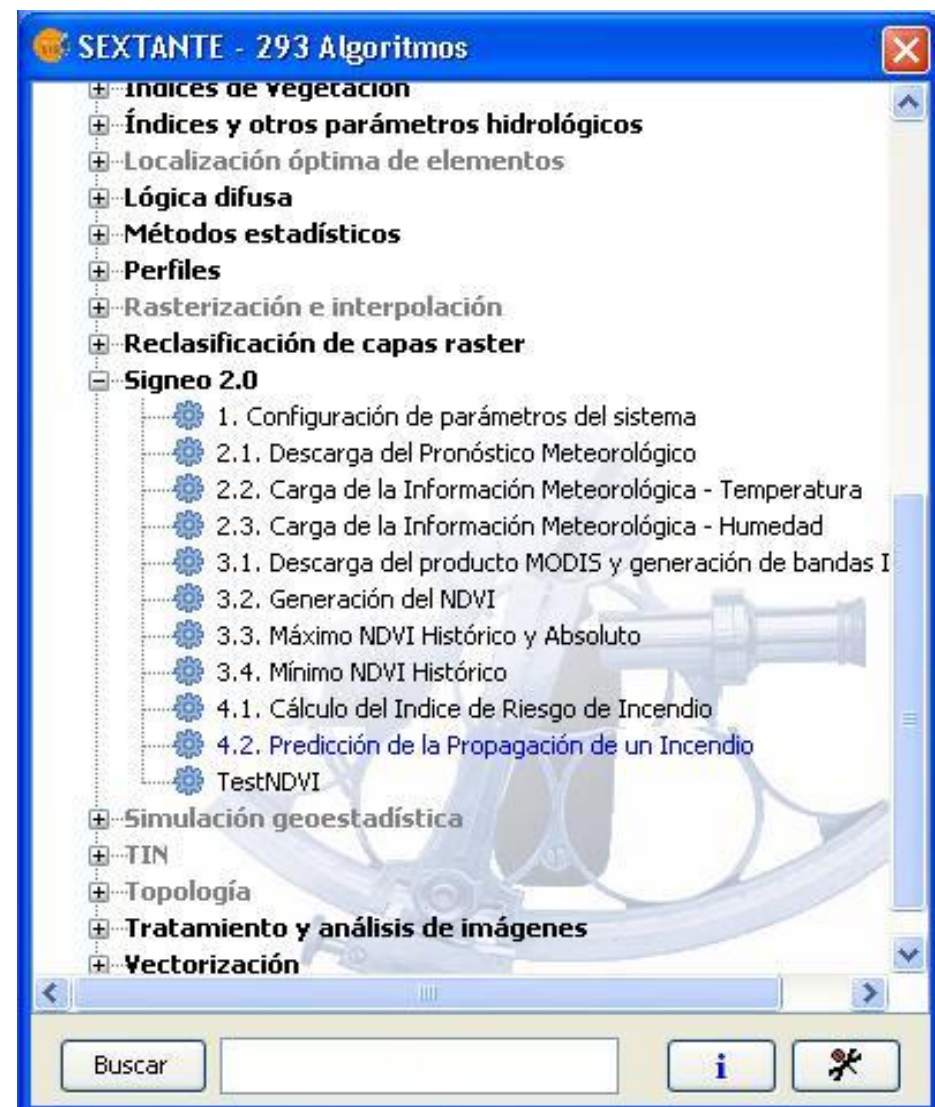 SEXTANTE - 293 Algoritmos
Índices de vegetación
Índices y otros parámetros hidrológicos
Localización óptima de elementos
Lógica difusa
Métodos estadísticos
Perfiles
Rasterización e interpolación
Reclasificación de capas raster
Signeo 2.0
1. Configuración de parámetros del sistema
2.1. Descarga del Pronóstico Meteorológico
2.2. Carga de la Información Meteorológica - Temperatura
2.3. Carga de la Información Meteorológica - Humedad
3.1. Descarga del producto MODIS y generación de bandas I
3.2. Generación del NDVI
3.3. Máximo NDVI Histórico y Absoluto
3.4. Mínimo NDVI Histórico
4.1. Cálculo del Indice de Riesgo de Incendio
4.2. Predicción de la Propagación de un Incendio
TestNDVI
Simulación geoestadística
TIN
Topología
Tratamiento y análisis de imágenes
Vectorización
Buscar
i